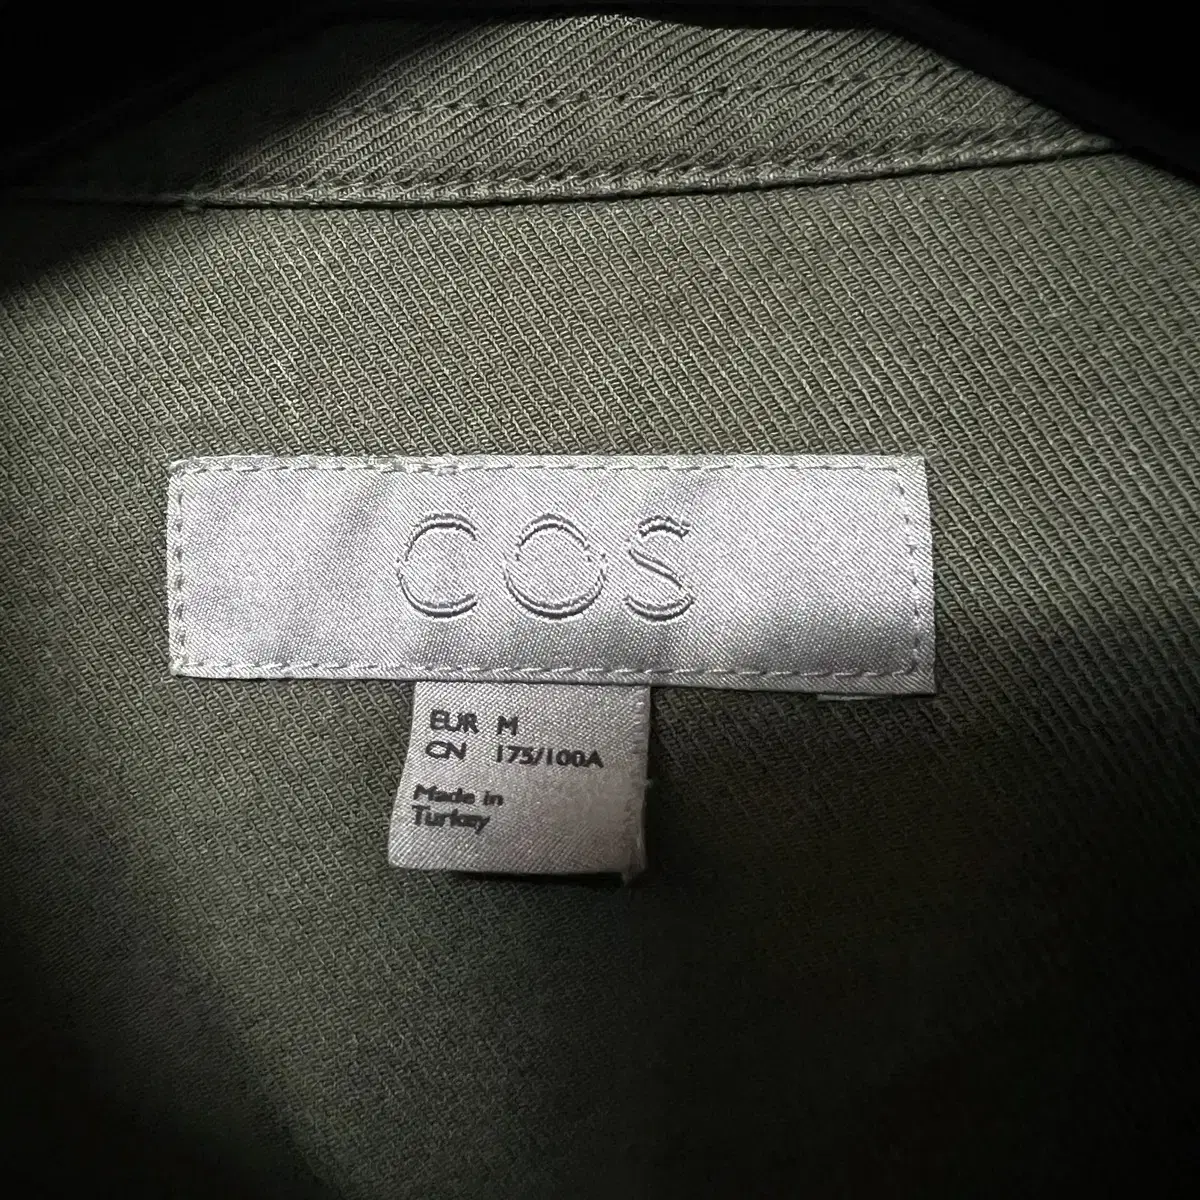 COS
EUR M
CN 175/100A
Made in
Turkey